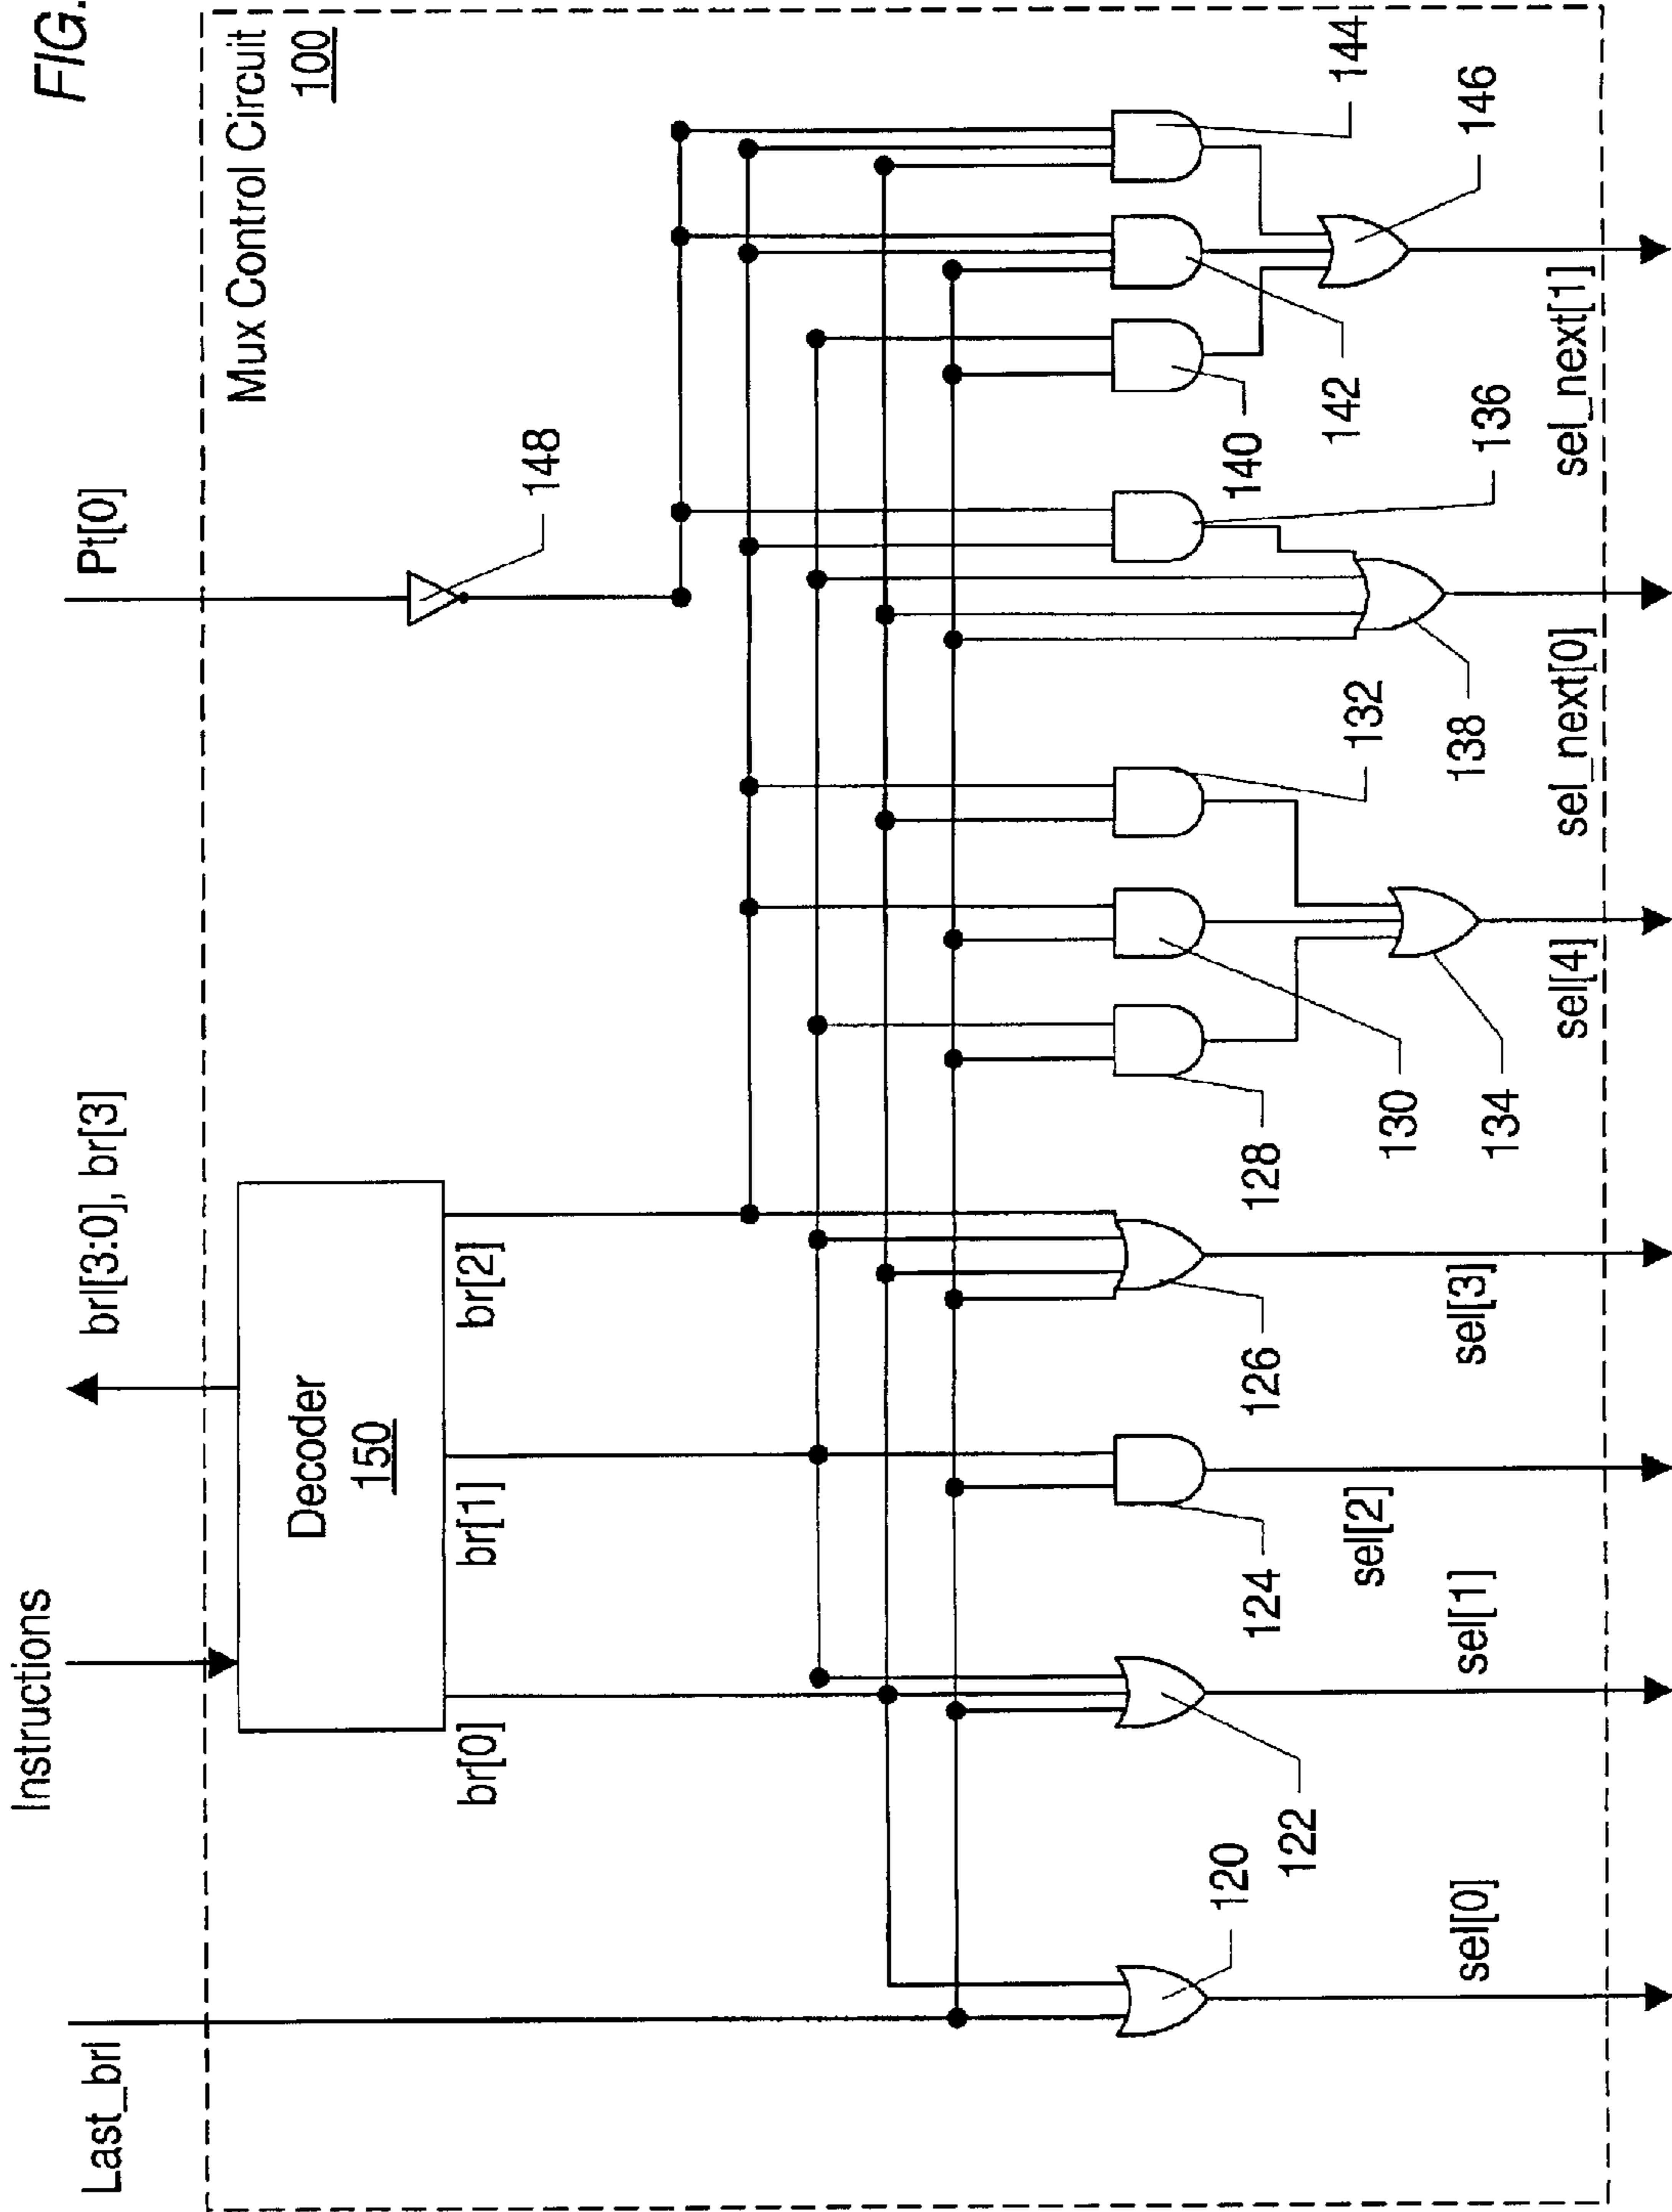 FIG.
Mux Control Circuit
100
Instructions
brl[3:0], br[3]
Pt[0]
Last_brl
Decoder
150
br[0]
br[1]
br[2]
148
120
122
124
126
128
130
132
134
136
138
140
142
144
146
sel[0]
sel[1]
sel[2]
sel[3]
sel[4]
sel_next[0]
sel_next[1]